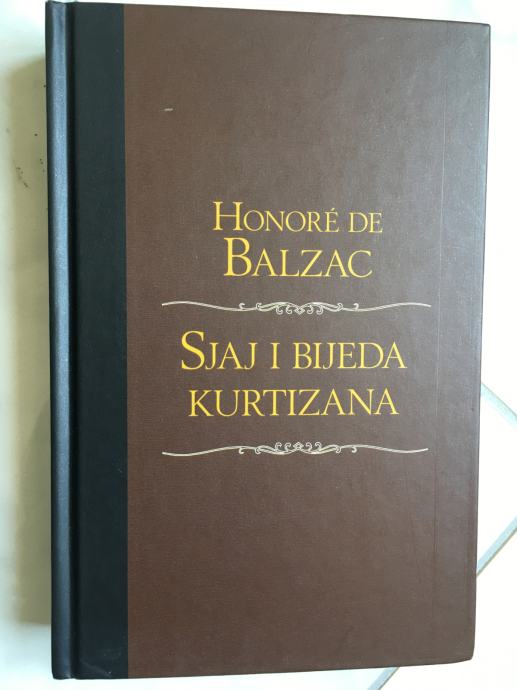 HONORÉ DE
BALZAC
SJAJ I BIJEDA
KURTIZANA